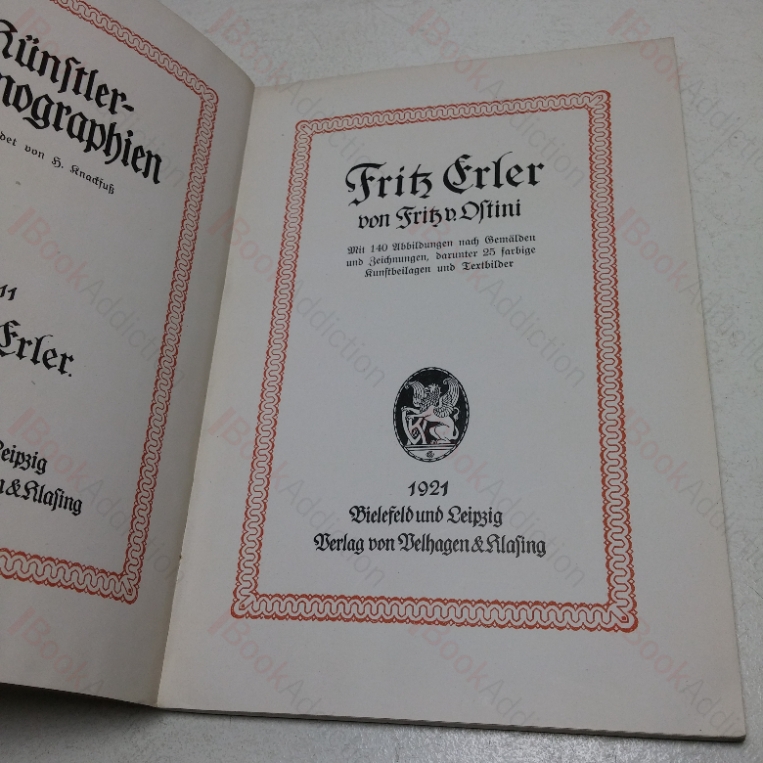 Künstler-
nographien
det von H. Knackfuß
11
Erler.
Leipzig
n & Klasing
Fritz Erler
von Fritz v. Ostini
Mit 140 Abbildungen nach Gemälden
und Zeichnungen, darunter 25 farbige
Kunstbeilagen und Textbilder
1921
Bielefeld und Leipzig
Verlag von Velhagen & Klasing
BookAddiction